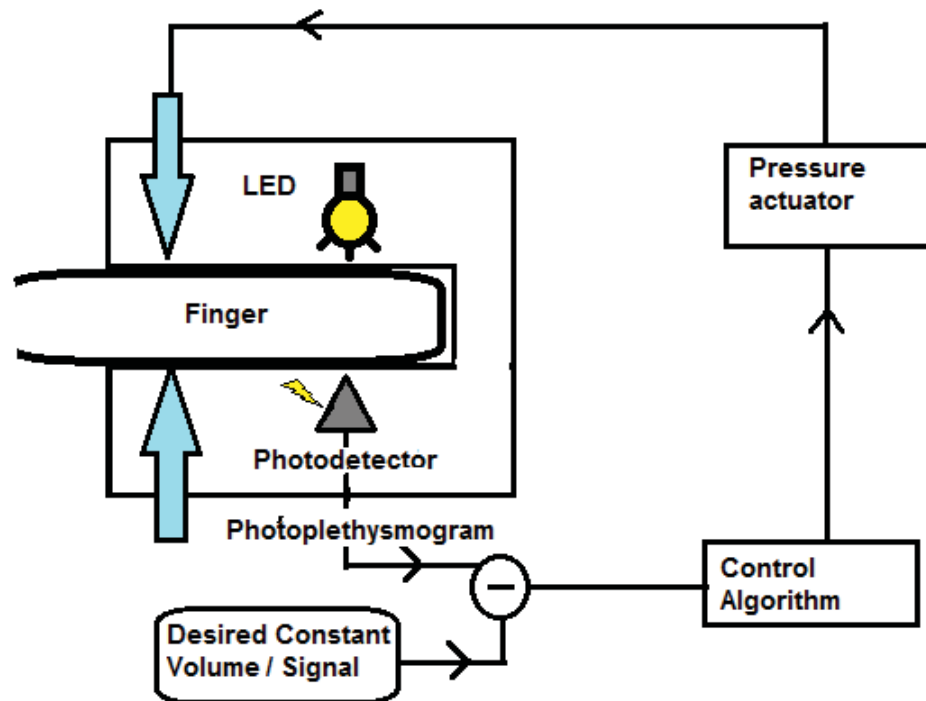 LED
Pressure
actuator
Finger
Photodetector
Photoplethysmogram
Control
Algorithm
Desired Constant
Volume / Signal